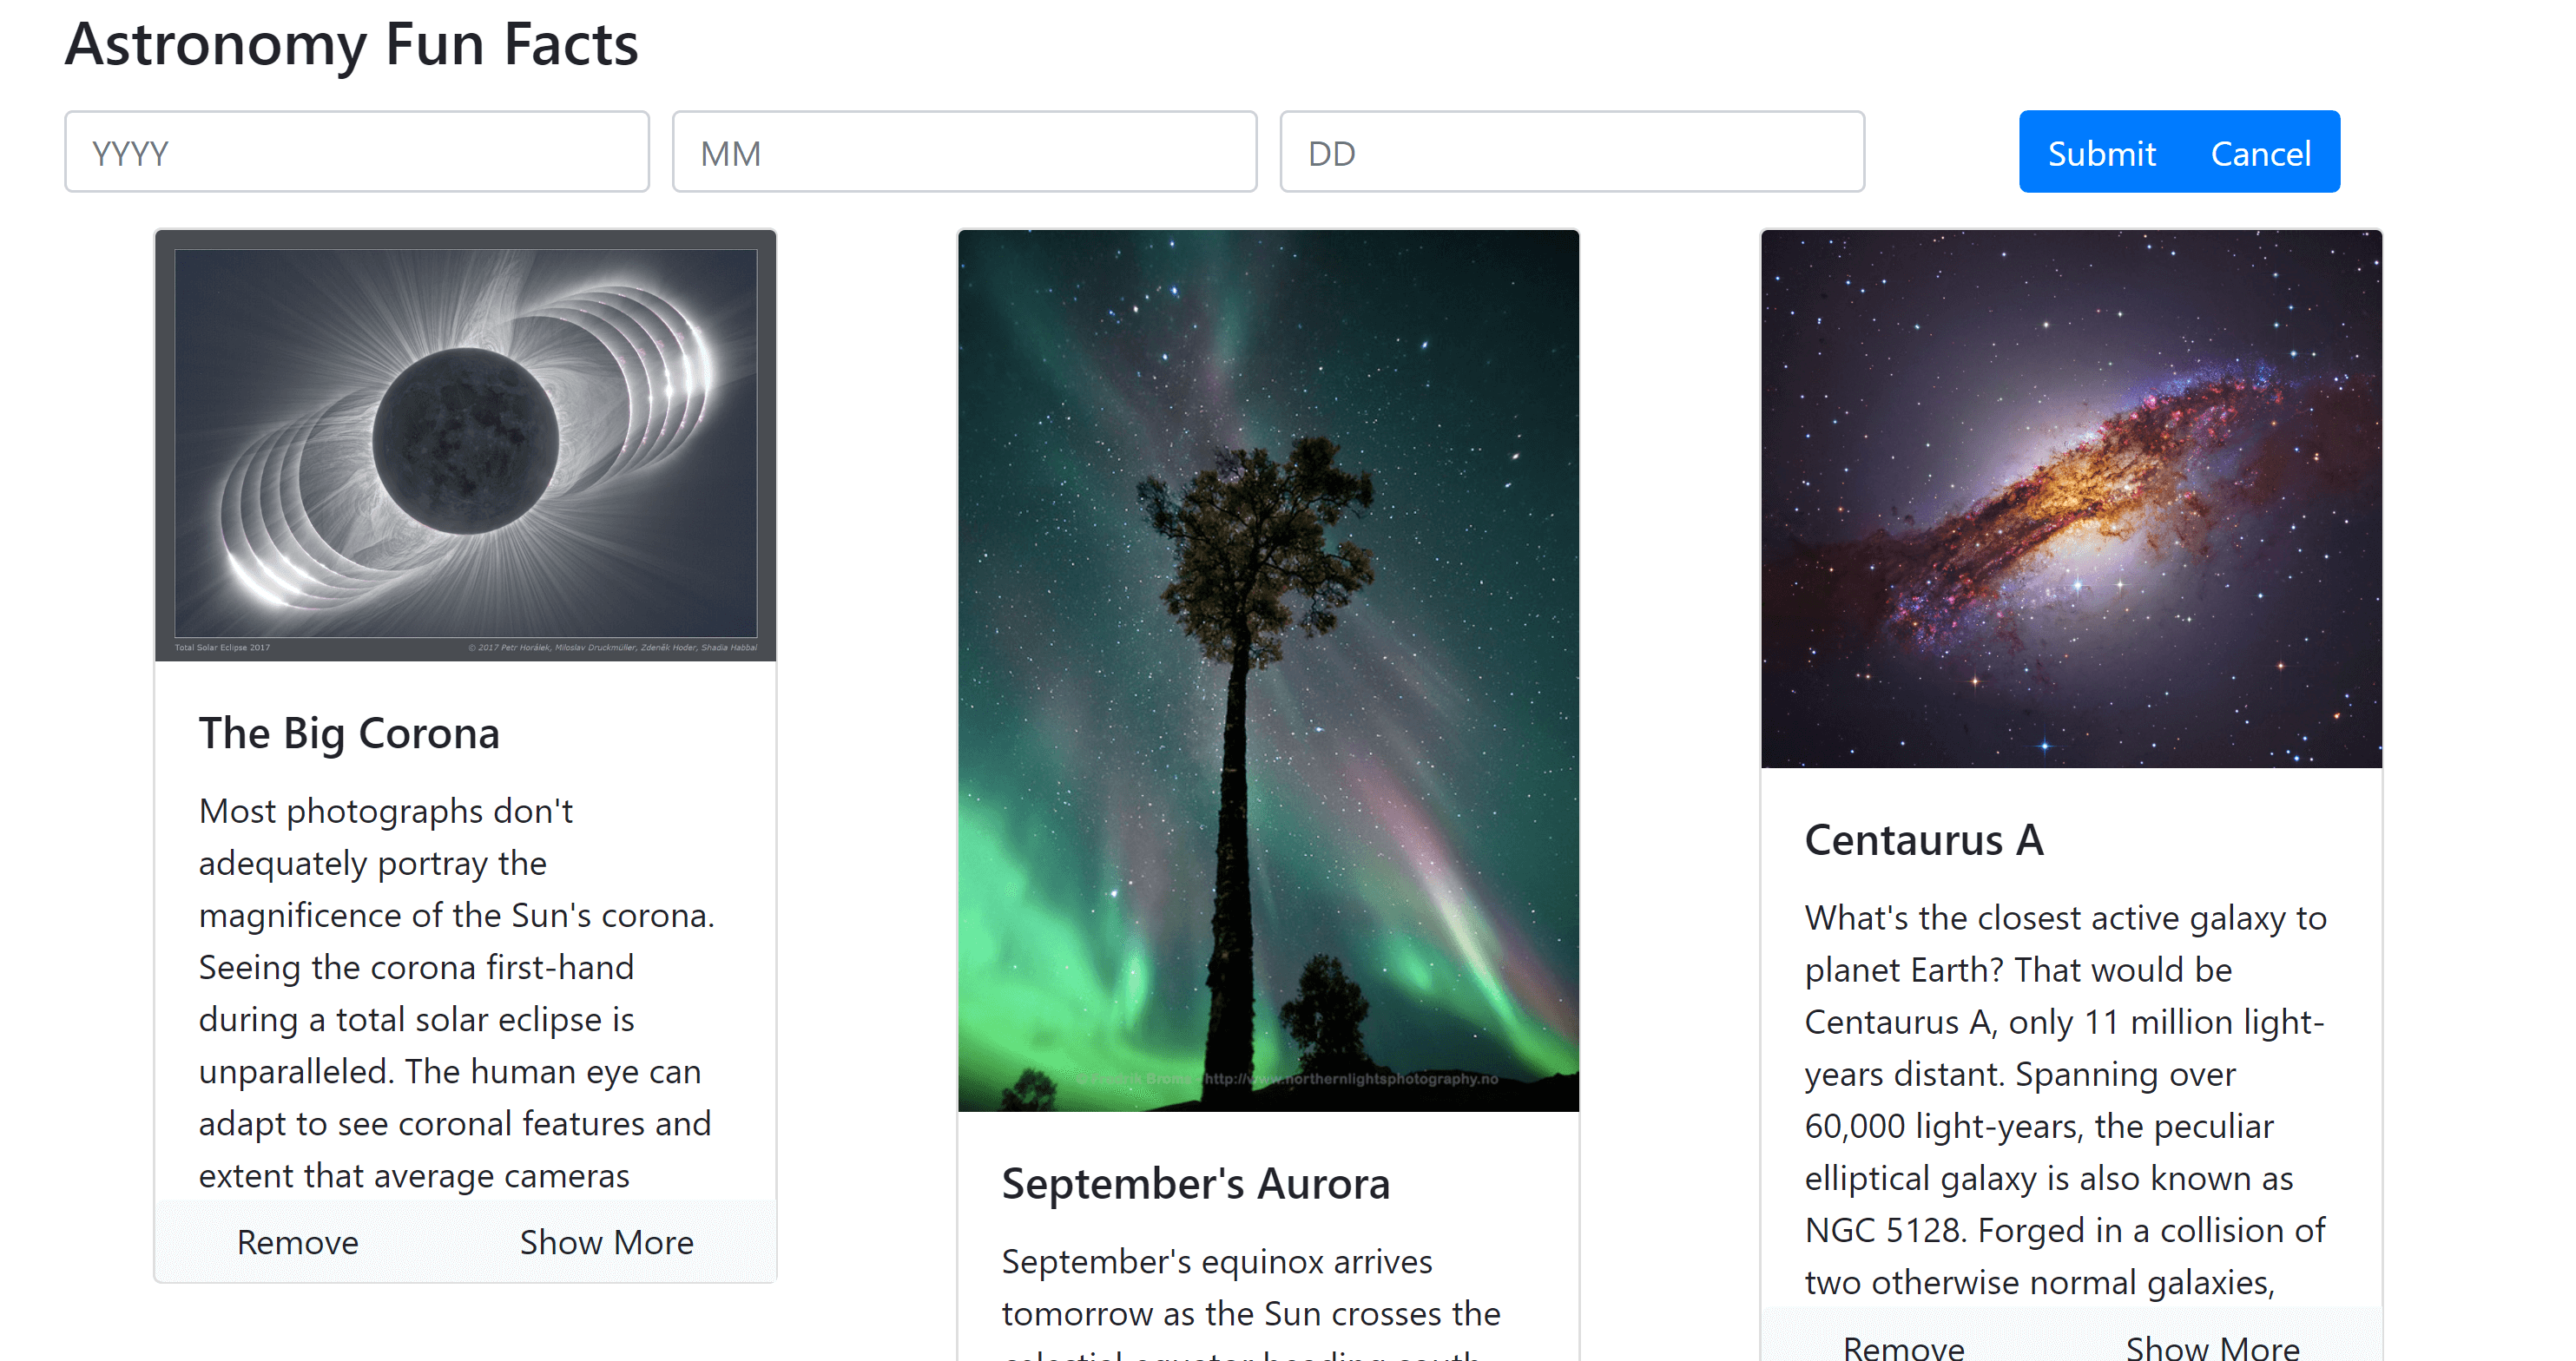 Astronomy Fun Facts
YYYY
MM
DD
Submit
Cancel
Total Solar Eclipse 2017
© 2017 Petr Horálek, Miloslav Druckmüller, Zdeněk Hoder, Shadia Habbal
The Big Corona
Most photographs don't
adequately portray the
magnificence of the Sun's corona.
Seeing the corona first-hand
during a total solar eclipse is
unparalleled. The human eye can
adapt to see coronal features and
extent that average cameras
Remove
Show More
http://www.northernlightsphotography.no
September's Aurora
September's equinox arrives
tomorrow as the Sun crosses the
celestial equator heading south
Centaurus A
What's the closest active galaxy to
planet Earth? That would be
Centaurus A, only 11 million light-
years distant. Spanning over
60,000 light-years, the peculiar
elliptical galaxy is also known as
NGC 5128. Forged in a collision of
two otherwise normal galaxies,
Remove
Show More